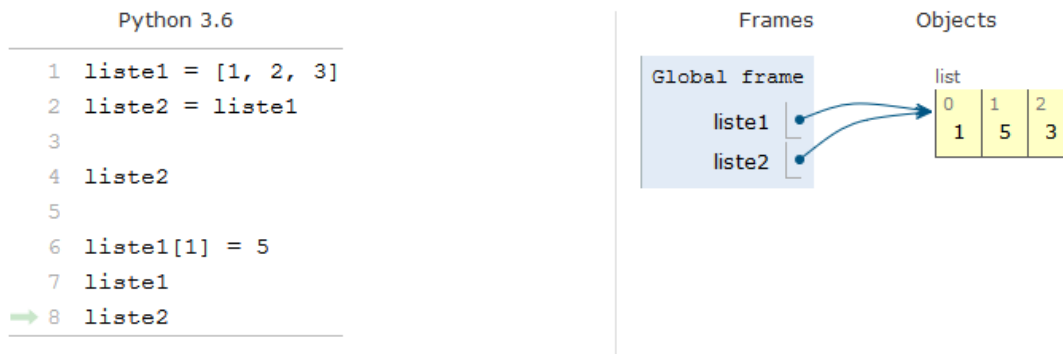 Python 3.6
1 liste1 = [1, 2, 3]
2 liste2 = liste1
3
4 liste2
5
6 liste1[1] = 5
7 liste1
8 liste2
Frames Objects
Global frame
liste1
liste2
list
0 1 2
1 5 3